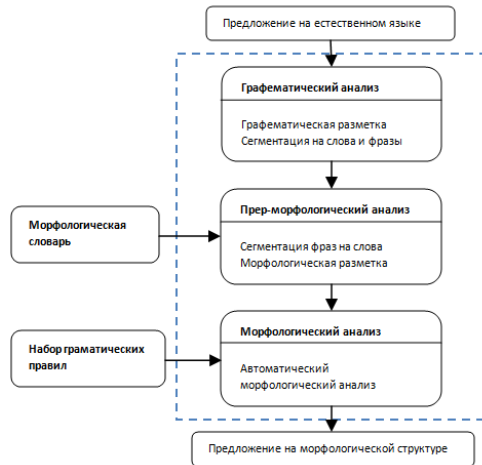 Предложение на естественном языке
Графематический анализ
Графематическая разметка
Сегментация на слова и фразы
Прер-морфологический анализ
Сегментация фраз на слова
Морфологическая разметка
Морфологическая
словарь
Морфологический анализ
Автоматический
морфологический анализ
Набор граматических
правил
Предложение на морфологической структуре